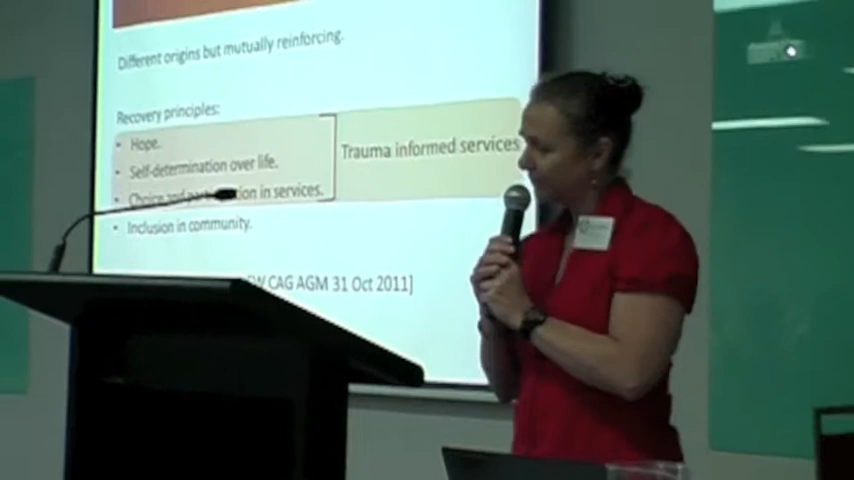 Different origins but mutually reinforcing.
Recovery principles:
• Hope.
• Self-determination over life.
Trauma informed services
• Choice and in services.
• Inclusion in community.
CAG AGM 31 Oct 2011]